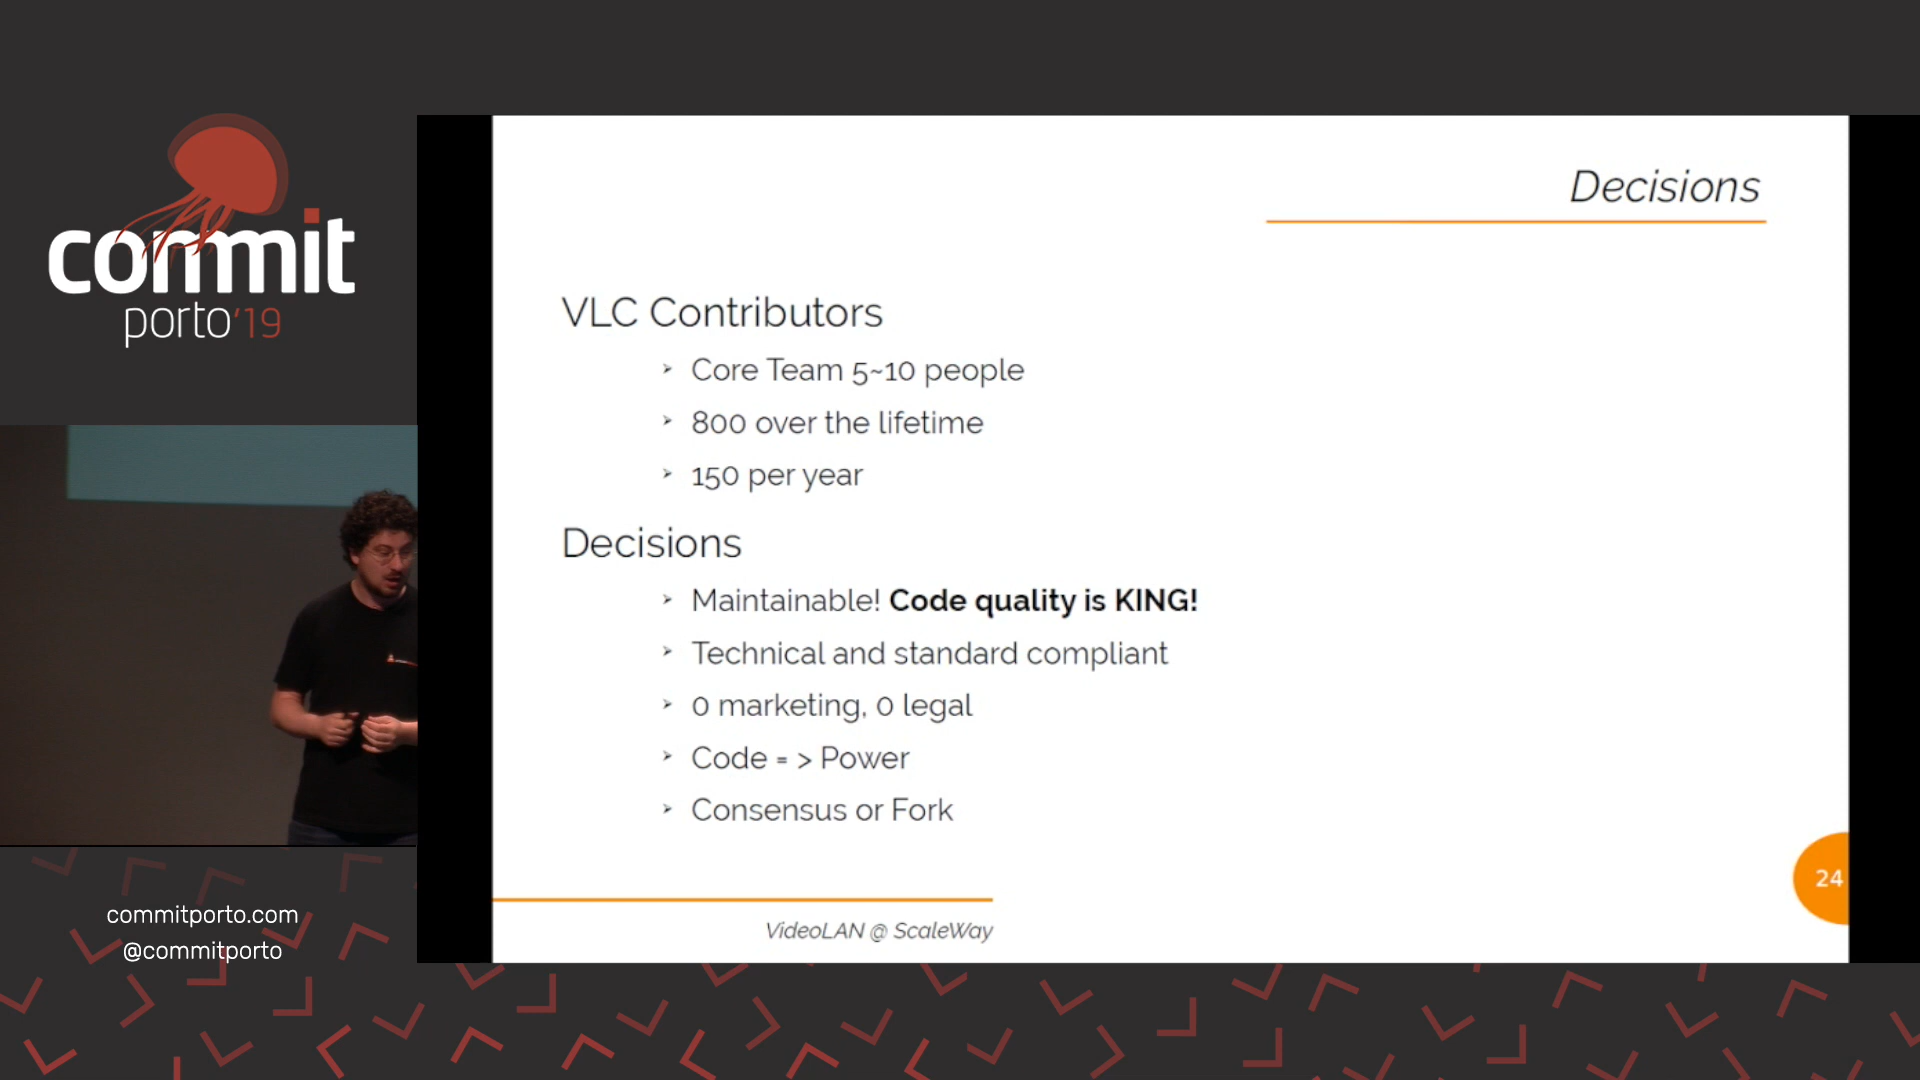 commit
porto'19
commitporto.com
@commitporto
Decisions
VLC Contributors
➢ Core Team 5~10 people
➢ 800 over the lifetime
➢ 150 per year
Decisions
➢ Maintainable! Code quality is KING!
➢ Technical and standard compliant
➢ 0 marketing, 0 legal
➢ Code = > Power
➢ Consensus or Fork
24
VideoLAN @ ScaleWay